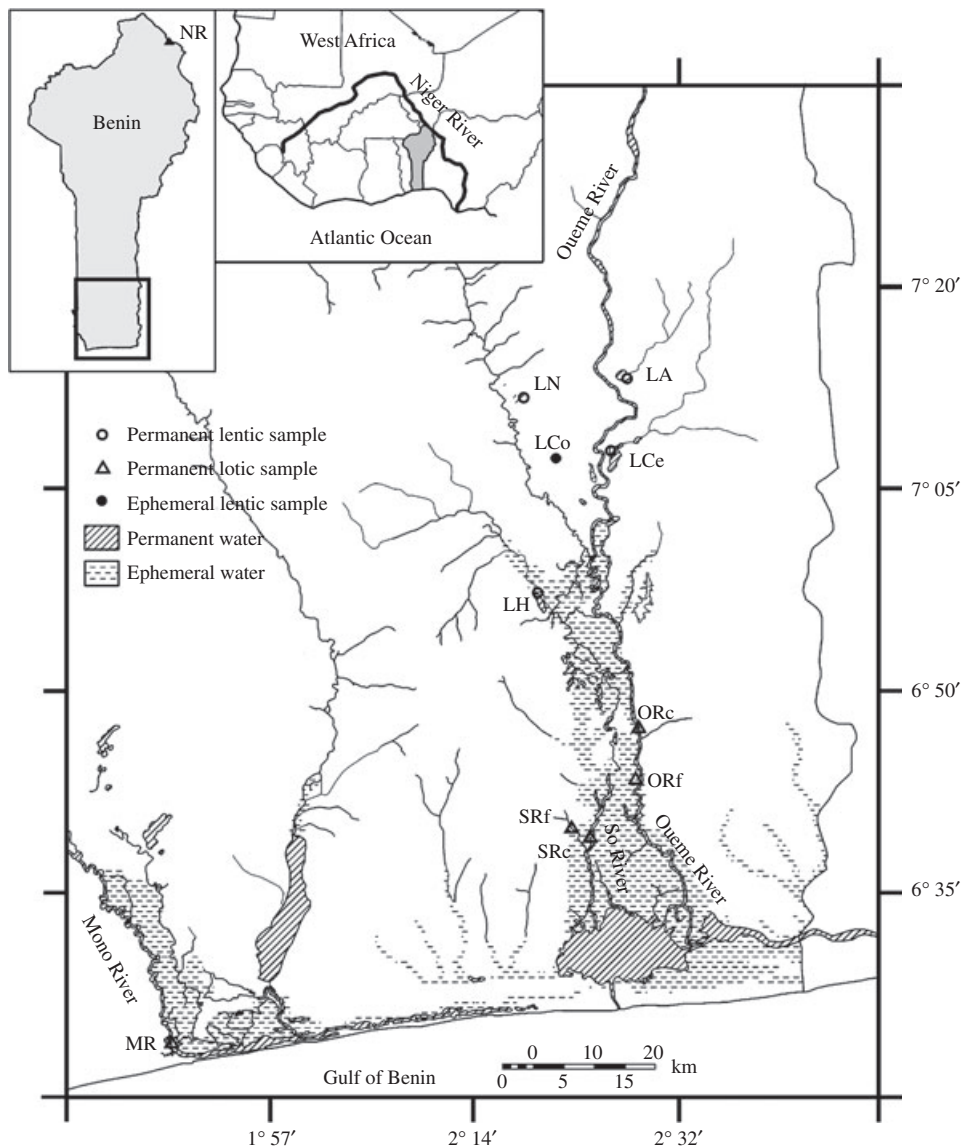 NR
Benin
West Africa
Niger River
Atlantic Ocean
Oueme River
7° 20′
LN
LA
LCo
LCe
Permanent lentic sample
Permanent lotic sample
Ephemeral lentic sample
Permanent water
Ephemeral water
7° 05′
LH
6° 50′
ORc
ORf
SRf
SRc
So River
Oueme River
6° 35′
Mono River
MR
Gulf of Benin
0 10 20
km
0 5 15
1° 57′
2° 14′
2° 32′